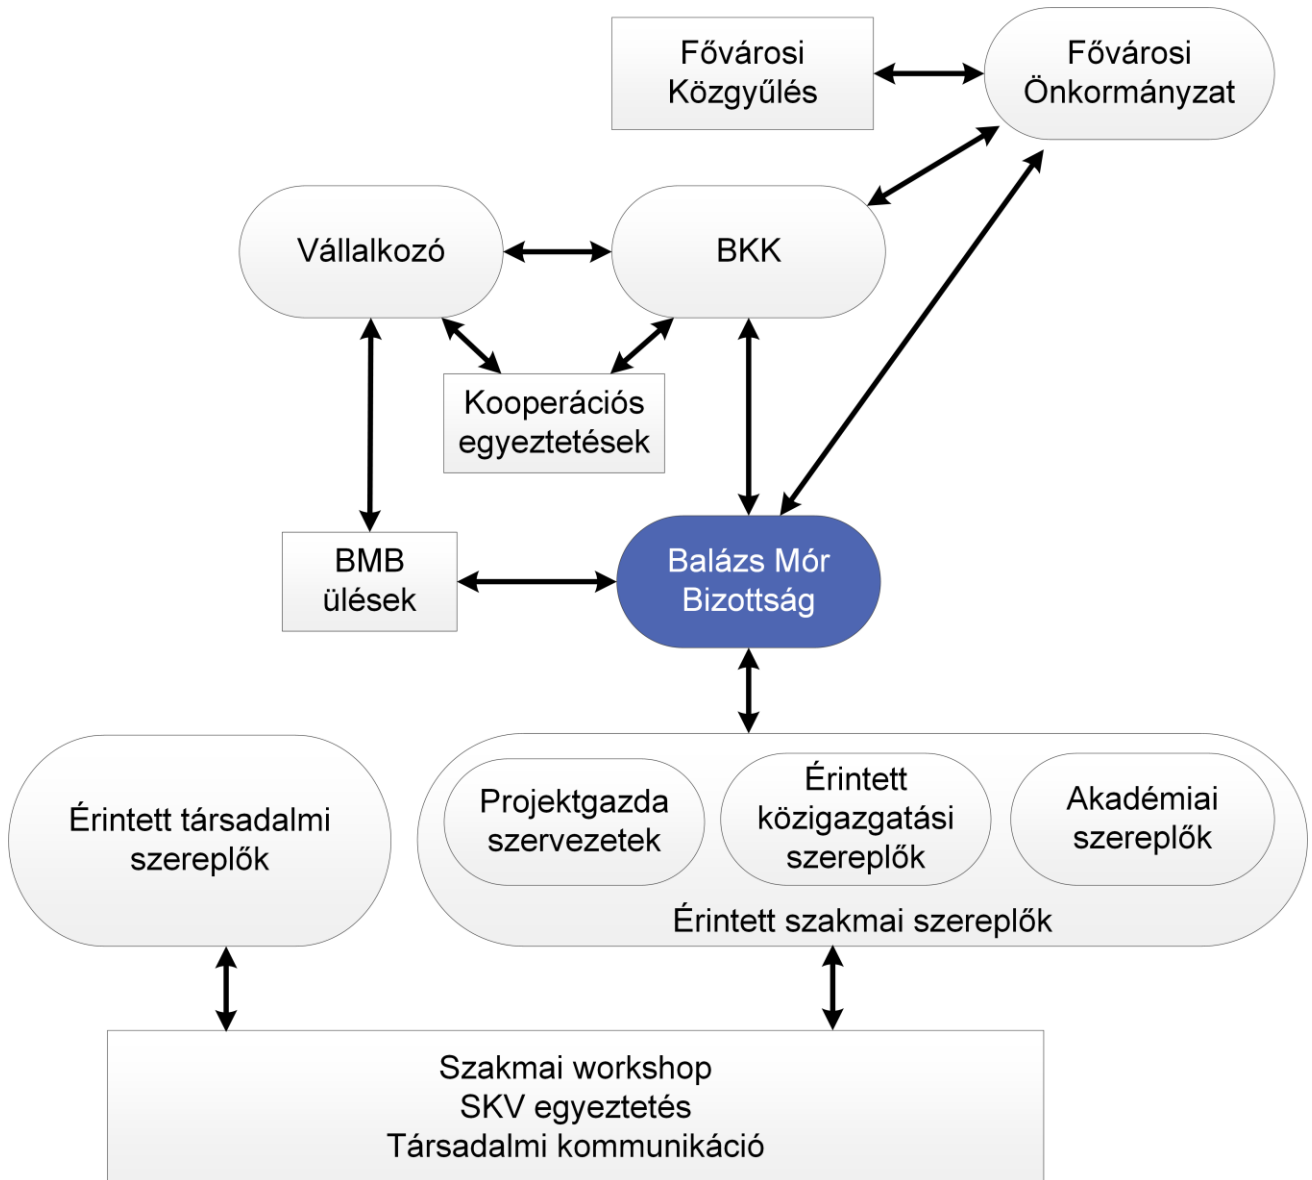 Fővárosi
Közgyűlés
Fővárosi
Önkormányzat
Vállalkozó
BKK
Kooperációs
egyeztetések
BMB
ülések
Balázs Mór
Bizottság
Érintett társadalmi
szereplők
Projektgazda
szervezetek
Érintett
közigazgatási
szereplők
Akadémiai
szereplők
Érintett szakmai szereplők
Szakmai workshop
SKV egyeztetés
Társadalmi kommunikáció